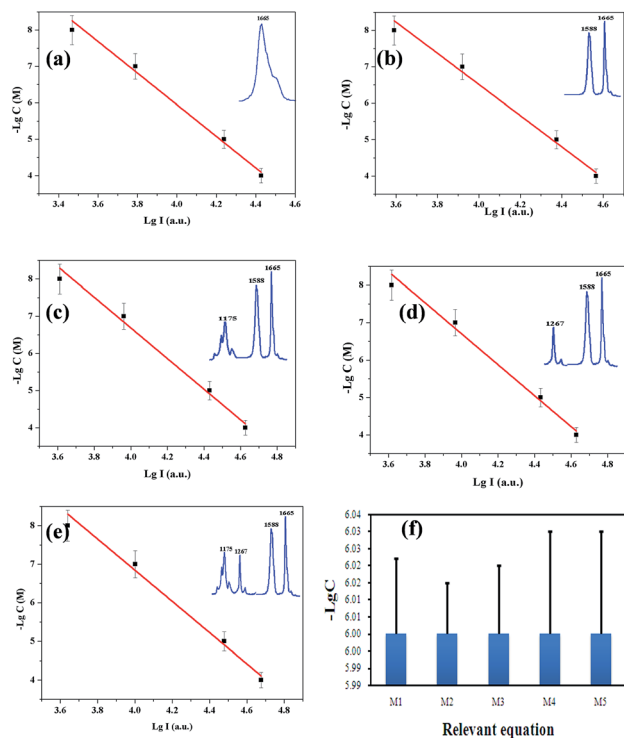 1665
8
(a)
7
6
5
4
-Lg C (M)
3.4 3.6 3.8 4.0 4.2 4.4 4.6
Lg I (a.u.)
1665
1588
8
(b)
7
6
5
4
-Lg C (M)
3.6 3.8 4.0 4.2 4.4 4.6
Lg I (a.u.)
1665
1588
1175
8
(c)
7
6
5
4
-Lg C (M)
3.6 3.8 4.0 4.2 4.4 4.6 4.8
Lg I (a.u.)
1665
1588
1267
8
(d)
7
6
5
4
-Lg C (M)
3.6 3.8 4.0 4.2 4.4 4.6 4.8
Lg I (a.u.)
1665
1588
1175 1267
8
(e)
7
6
5
4
-Lg C (M)
3.6 3.8 4.0 4.2 4.4 4.6 4.8
Lg I (a.u.)
(f)
6.04
6.03
6.03
6.02
6.02
6.01
6.01
6.00
6.00
5.99
5.99
-LgC
M1 M2 M3 M4 M5
Relevant equation